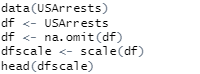 data(USArrests)
df <- USArrests
df <- na.omit(df)
dfscale <- scale(df)
head(dfscale)